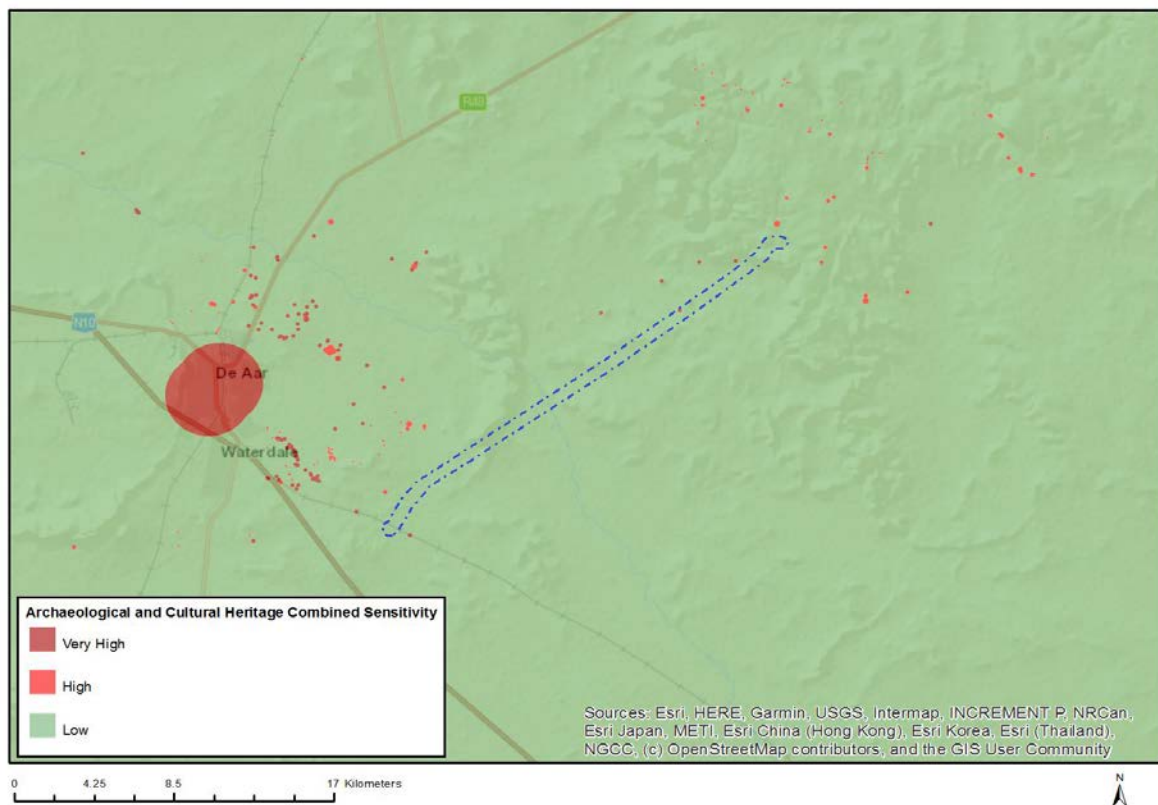 R48
N10
De Aar
Waterdale
Archaeological and Cultural Heritage Combined Sensitivity
Very High
High
Low
Sources: Esri, HERE, Garmin, USGS, Intermap, INCREMENT P, NRCan,
Esri Japan, METI, Esri China (Hong Kong), Esri Korea, Esri (Thailand),
NGCC, (c) OpenStreetMap contributors, and the GIS User Community
0 4.25 8.5 17 Kilometers
N